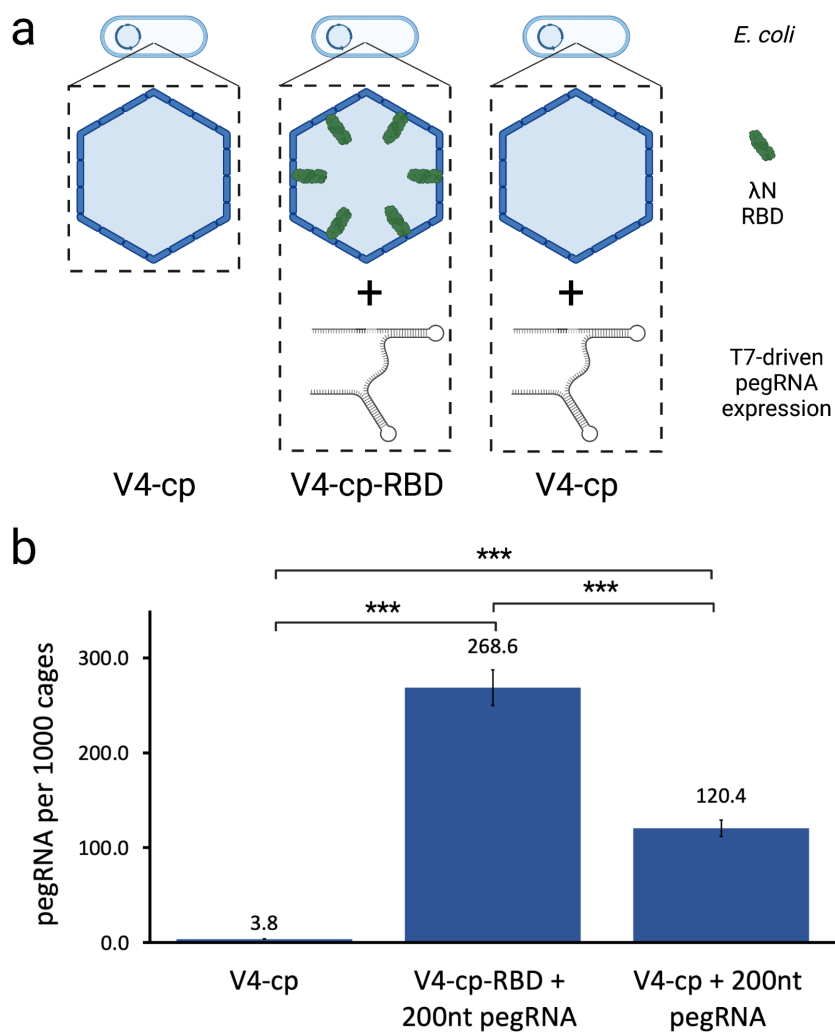 a
E. coli
λN
RBD
+
+
T7-driven
pegRNA
expression
V4-cp
V4-cp-RBD
V4-cp
b
***
***
***
pegRNA per 1000 cages
300.0
200.0
100.0
0.0
3.8
268.6
120.4
V4-cp
V4-cp-RBD +
200nt pegRNA
V4-cp + 200nt
pegRNA